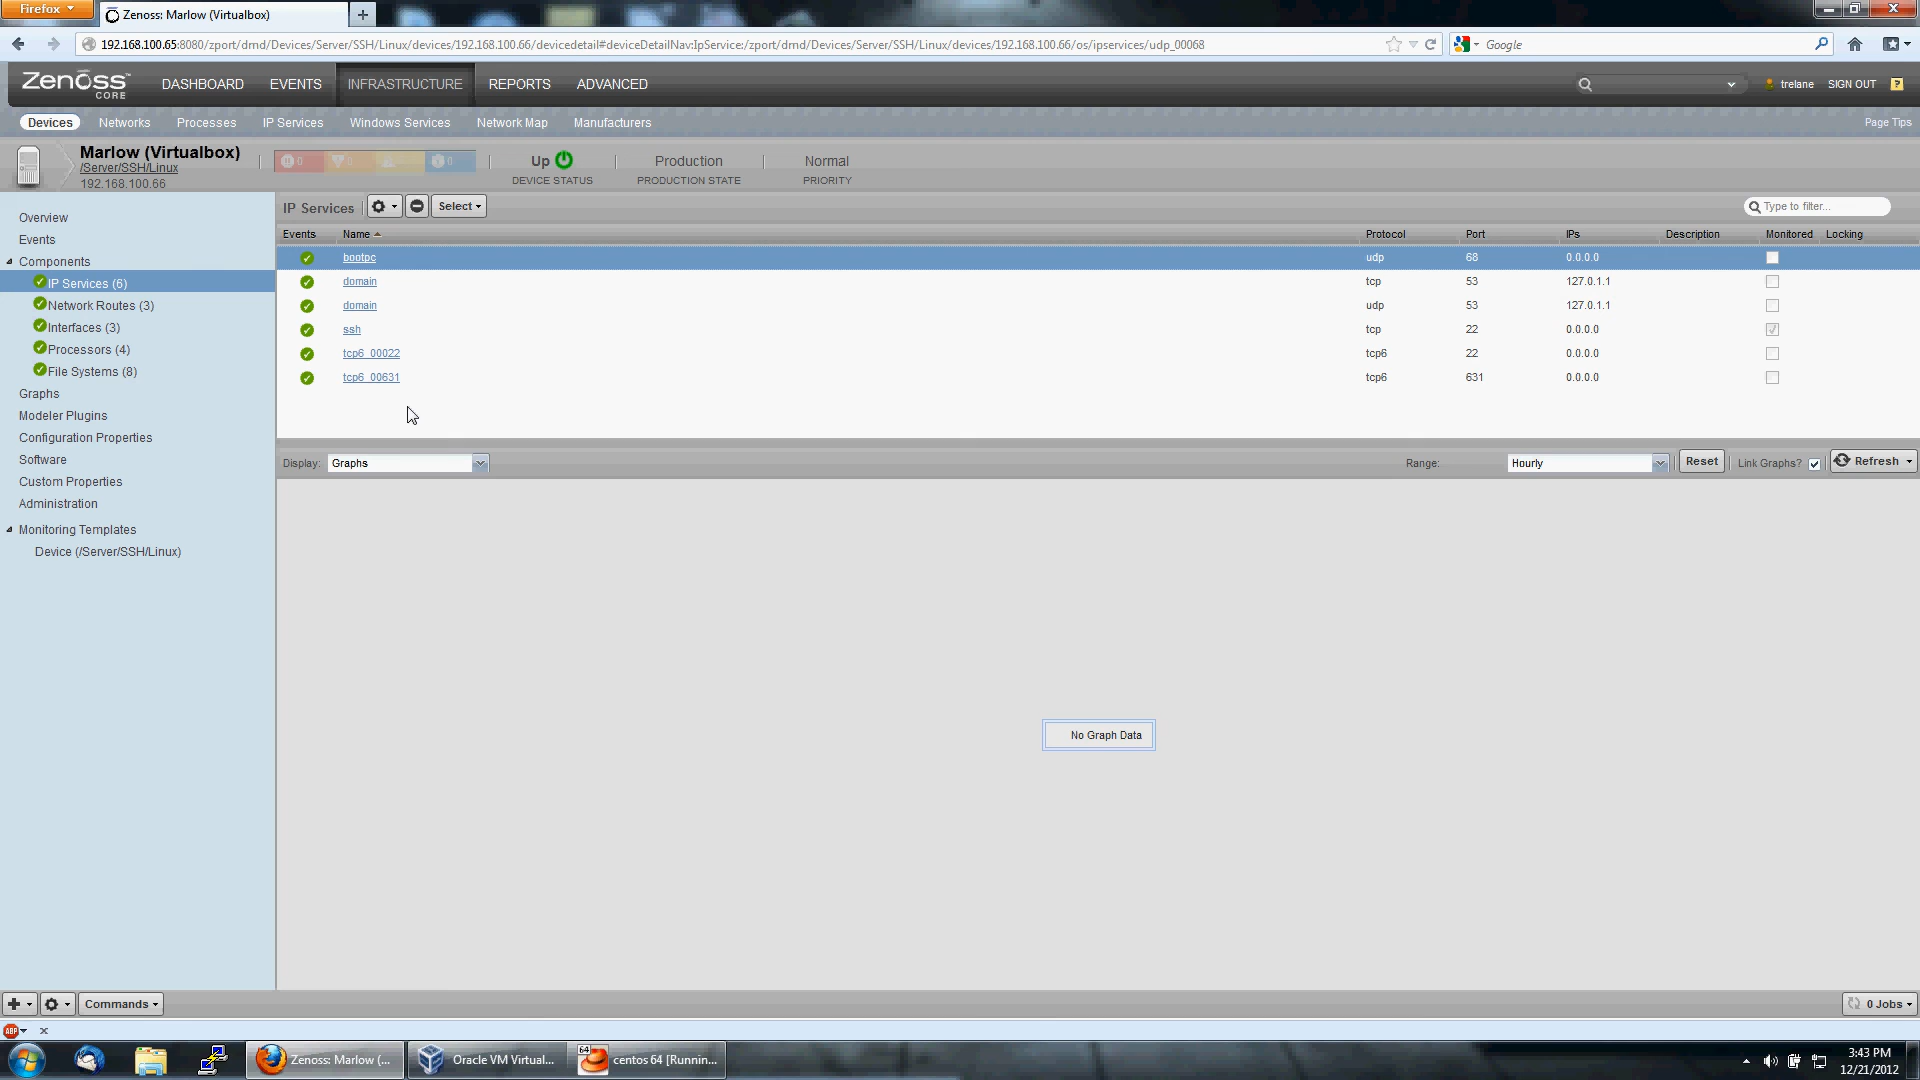 Firefox
Zenoss: Marlow (Virtualbox)
192.168.100.65:8080/zport/dmd/Devices/Server/SSH/Linux/devices/192.168.100.66/devicedetail#deviceDetailNav:IpService:/zport/dmd/Devices/Server/SSH/Linux/devices/192.168.100.66/os/ipservices/udp_00068
Google
Zenoss CORE
DASHBOARD EVENTS INFRASTRUCTURE REPORTS ADVANCED
trelane SIGN OUT ?
Devices Networks Processes IP Services Windows Services Network Map Manufacturers
Page Tips
Marlow (Virtualbox)
/Server/SSH/Linux
192.168.100.66
0 0 0
Up
DEVICE STATUS
Production
PRODUCTION STATE
Normal
PRIORITY
Overview
Events
Components
IP Services (6)
Network Routes (3)
Interfaces (3)
Processors (4)
File Systems (8)
Graphs
Modeler Plugins
Configuration Properties
Software
Custom Properties
Administration
Monitoring Templates
Device (/Server/SSH/Linux)
IP Services Select
Type to filter...
Events Name Protocol Port IPs Description Monitored Locking
bootpc udp 68 0.0.0.0
domain tcp 53 127.0.1.1
domain udp 53 127.0.1.1
ssh tcp 22 0.0.0.0
tcp6_00022 tcp6 22 0.0.0.0
tcp6_00631 tcp6 631 0.0.0.0
Display: Graphs
Range: Hourly Reset Link Graphs? Refresh
No Graph Data
Commands
0 Jobs
ABP
Zenoss: Marlow (...
Oracle VM Virtual...
64
centos 64 [Runnin...
3:43 PM
12/21/2012